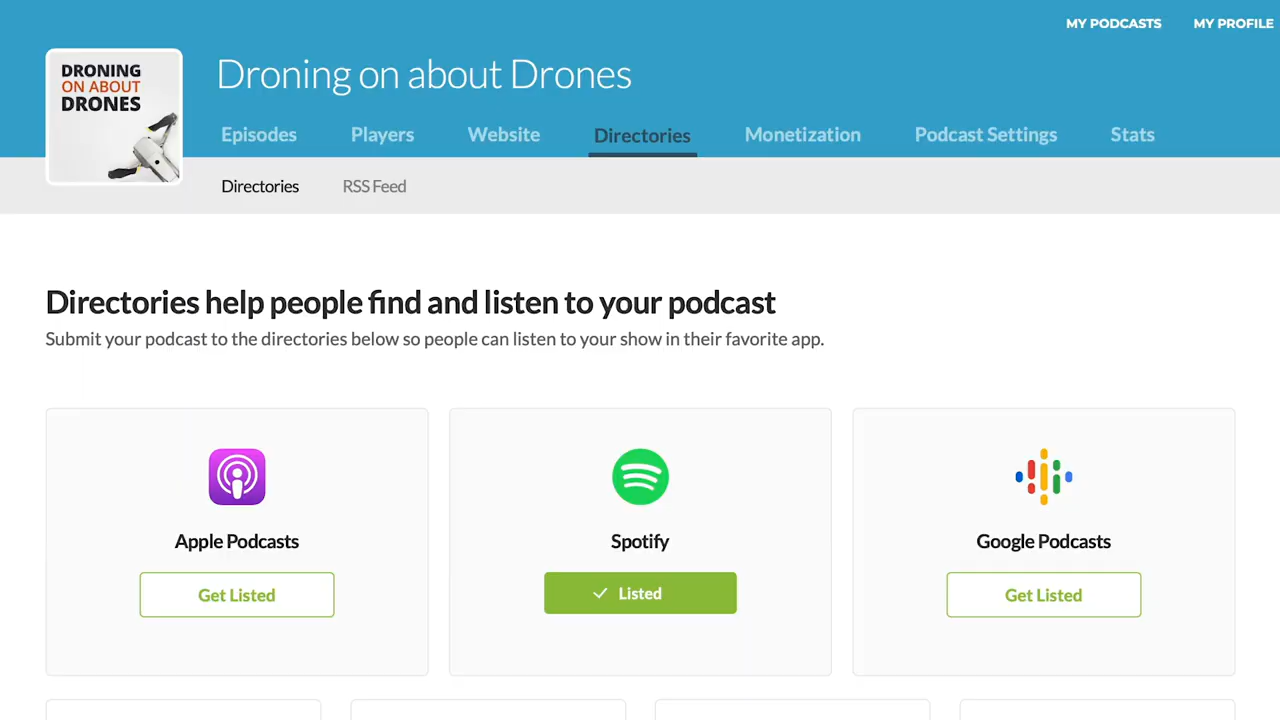 MY PODCASTS MY PROFILE
DRONING
ON ABOUT
DRONES
Droning on about Drones
Episodes Players Website Directories Monetization Podcast Settings Stats
Directories RSS Feed
Directories help people find and listen to your podcast
Submit your podcast to the directories below so people can listen to your show in their favorite app.
Apple Podcasts Spotify Google Podcasts
Get Listed Listed Get Listed